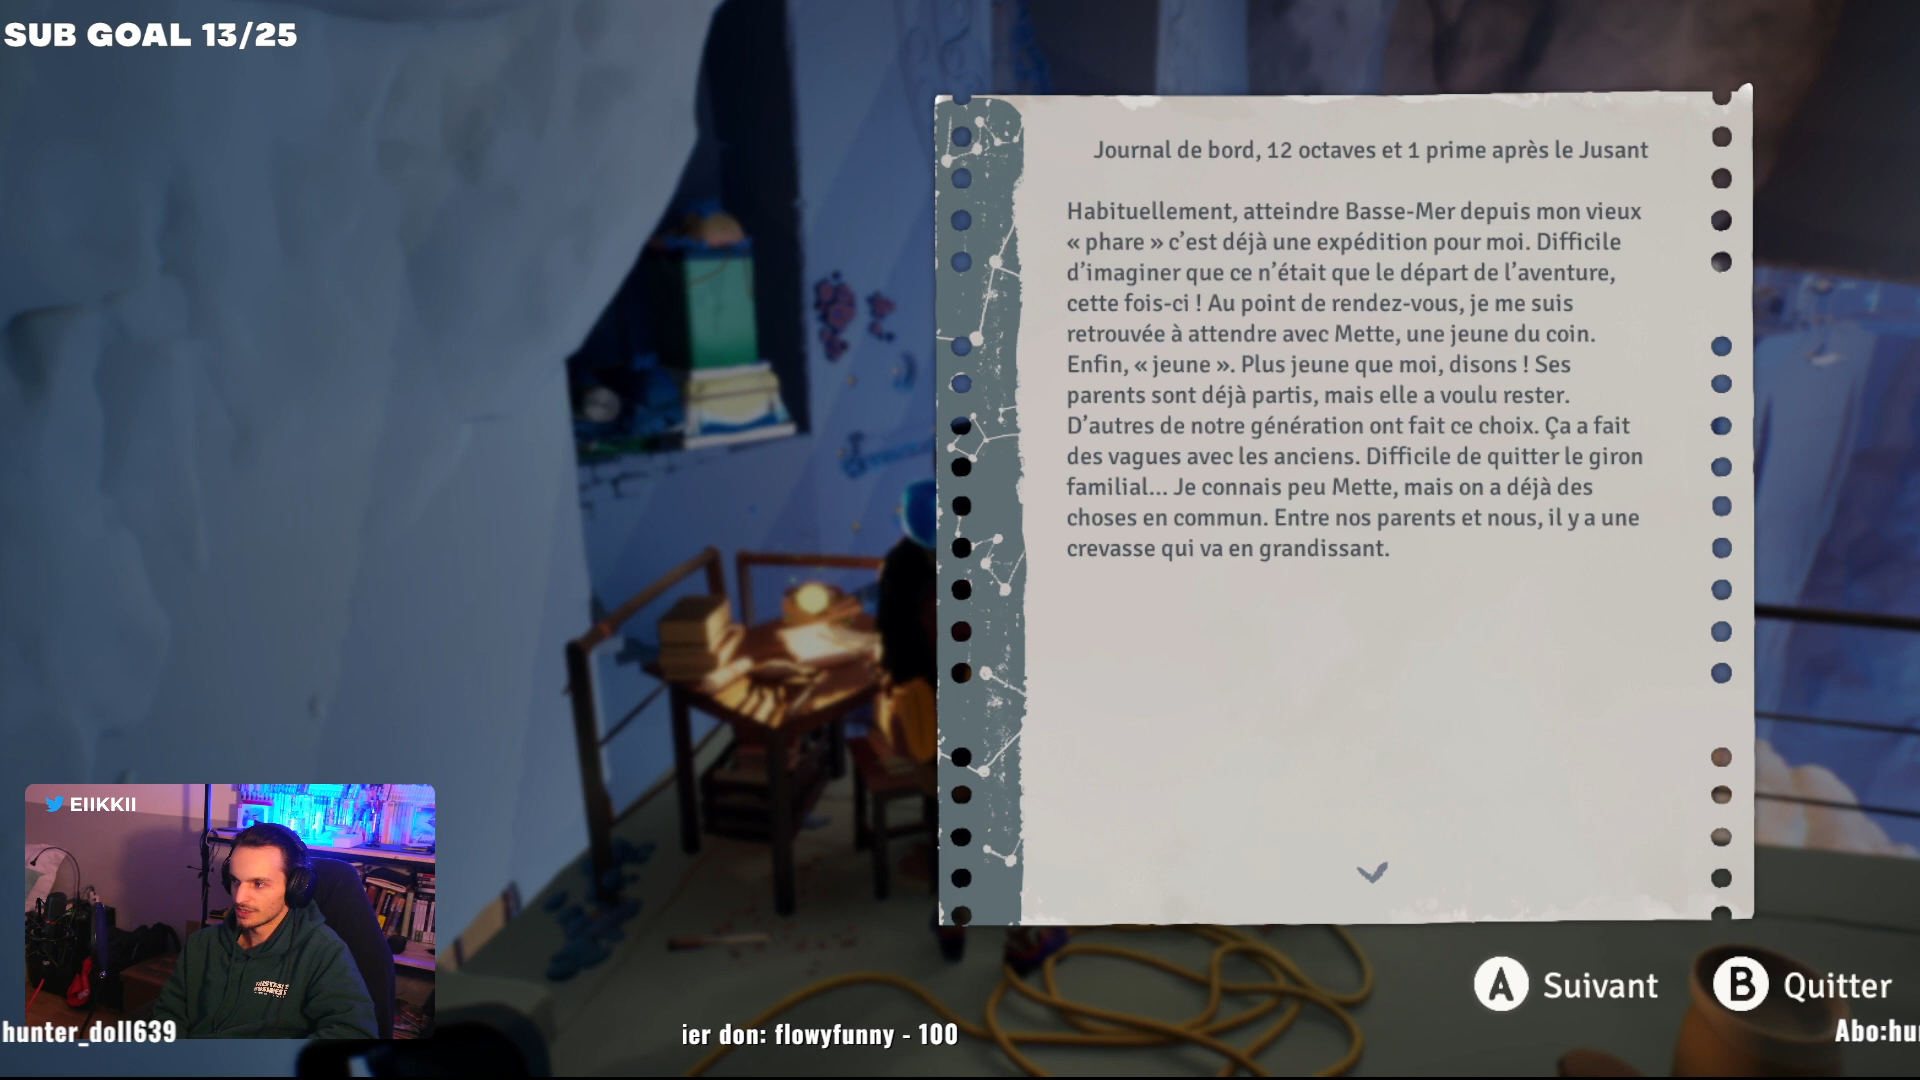 SUB GOAL 13/25
Journal de bord, 12 octaves et 1 prime après le Jusant
Habituellement, atteindre Basse-Mer depuis mon vieux
« phare » c’est déjà une expédition pour moi. Difficile
d’imaginer que ce n’était que le départ de l’aventure,
cette fois-ci ! Au point de rendez-vous, je me suis
retrouvée à attendre avec Mette, une jeune du coin.
Enfin, « jeune ». Plus jeune que moi, disons ! Ses
parents sont déjà partis, mais elle a voulu rester.
D’autres de notre génération ont fait ce choix. Ça a fait
des vagues avec les anciens. Difficile de quitter le giron
familial... Je connais peu Mette, mais on a déjà des
choses en commun. Entre nos parents et nous, il y a une
crevasse qui va en grandissant.
EIIKKII
A Suivant B Quitter
hunter_doll639
ier don: flowyfunny - 100
Abo:hu